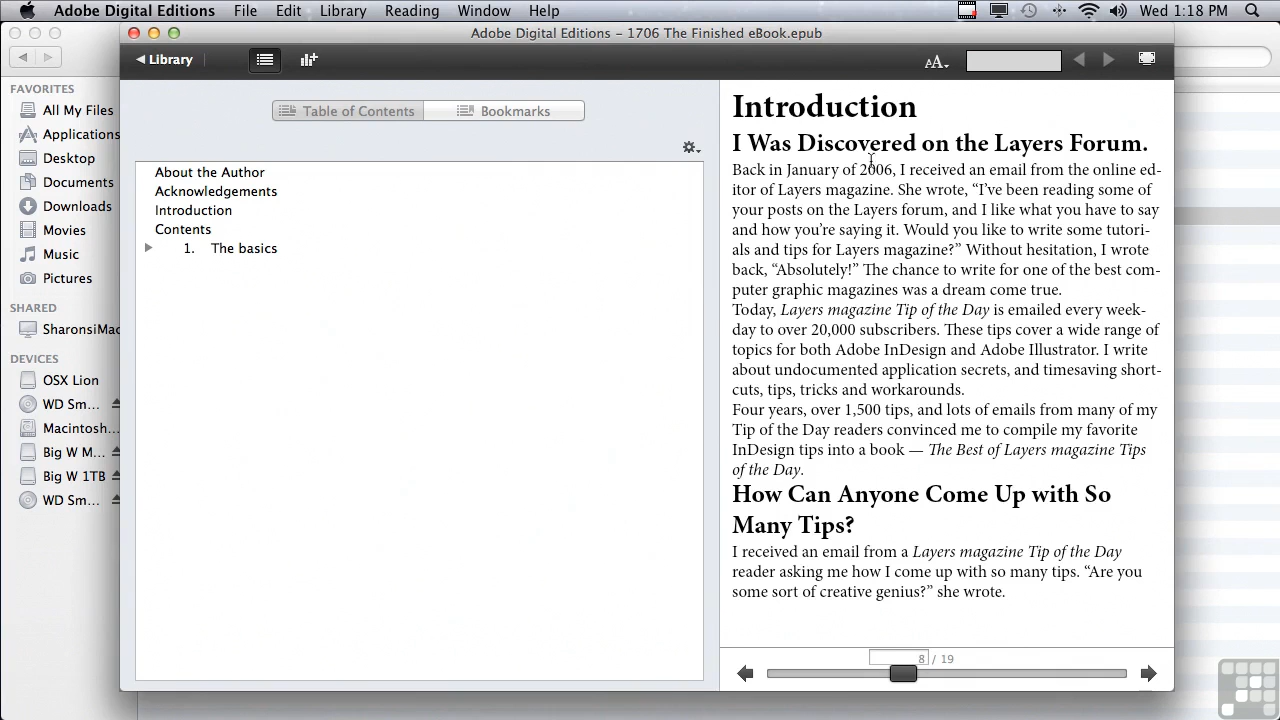 Adobe Digital Editions File Edit Library Reading Window Help Wed 1:18 PM
Adobe Digital Editions – 1706 The Finished eBook.epub
Library
AA
Table of Contents Bookmarks
FAVORITES
All My Files
Applications
Desktop
Documents
Downloads
Movies
Music
Pictures
SHARED
SharonsiMac
DEVICES
OSX Lion
WD Sm...
Macintosh...
Big W M...
Big W 1TB
WD Sm...
About the Author
Acknowledgements
Introduction
Contents
1. The basics
Introduction
I Was Discovered on the Layers Forum.
Back in January of 2006, I received an email from the online ed-
itor of Layers magazine. She wrote, “I’ve been reading some of
your posts on the Layers forum, and I like what you have to say
and how you’re saying it. Would you like to write some tutori-
als and tips for Layers magazine?” Without hesitation, I wrote
back, “Absolutely!” The chance to write for one of the best com-
puter graphic magazines was a dream come true.
Today, Layers magazine Tip of the Day is emailed every week-
day to over 20,000 subscribers. These tips cover a wide range of
topics for both Adobe InDesign and Adobe Illustrator. I write
about undocumented application secrets, and timesaving short-
cuts, tips, tricks and workarounds.
Four years, over 1,500 tips, and lots of emails from many of my
Tip of the Day readers convinced me to compile my favorite
InDesign tips into a book — The Best of Layers magazine Tips
of the Day.
How Can Anyone Come Up with So
Many Tips?
I received an email from a Layers magazine Tip of the Day
reader asking me how I come up with so many tips. “Are you
some sort of creative genius?” she wrote.
8 / 19